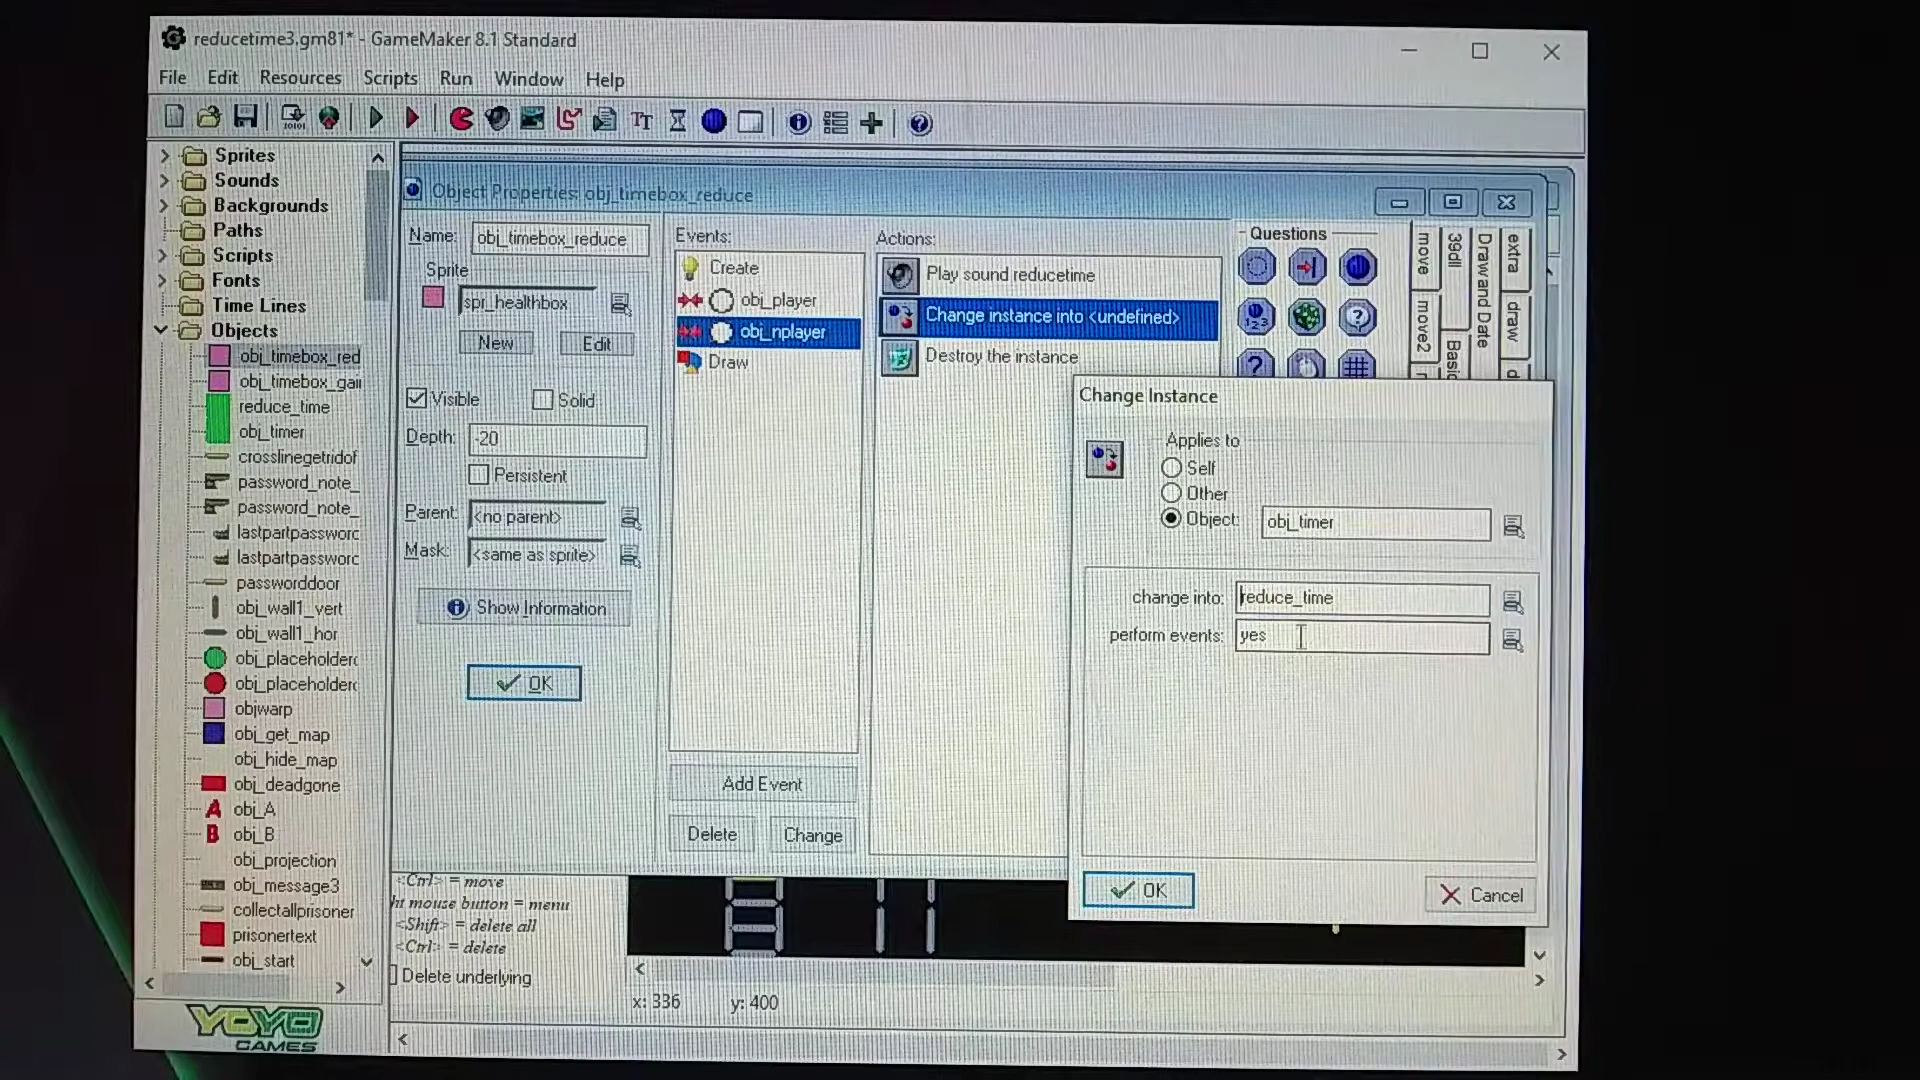 reducetime3.gm81* - GameMaker 8.1 Standard
File Edit Resources Scripts Run Window Help
Sprites
Sounds
Backgrounds
Paths
Scripts
Fonts
Time Lines
Objects
obj_timebox_red
obj_timebox_gai
reduce_time
obj_timer
crosslinegetridof
password_note_
password_note_
lastpartpassworc
lastpartpassworc
passworddoor
obj_wall1_vert
obj_wall1_hor
obj_placeholderc
obj_placeholderc
objwarp
obj_get_map
obj_hide_map
obj_deadgone
obj_A
obj_B
obj_projection
obj_message3
collectallprisoner
prisonertext
obj_start
YOYO
GAMES
Object Properties: obj_timebox_reduce
Name: obj_timebox_reduce
Sprite
spr_healthbox
New Edit
Visible Solid
Depth: -20
Persistent
Parent: <no parent>
Mask: <same as sprite>
Show Information
OK
Events:
Create
obj_player
obj_nplayer
Draw
Add Event
Delete Change
Actions:
Play sound reducetime
Change instance into <undefined>
Destroy the instance
Questions
move
39dll
Draw and Date
extra
move2
Basic
draw
Change Instance
Applies to
Self
Other
Object: obj_timer
change into: reduce_time
perform events: yes
OK Cancel
<Ctrl> = move
ht mouse button = menu
<Shift> = delete all
<Ctrl> = delete
Delete underlying
x: 336 y: 400